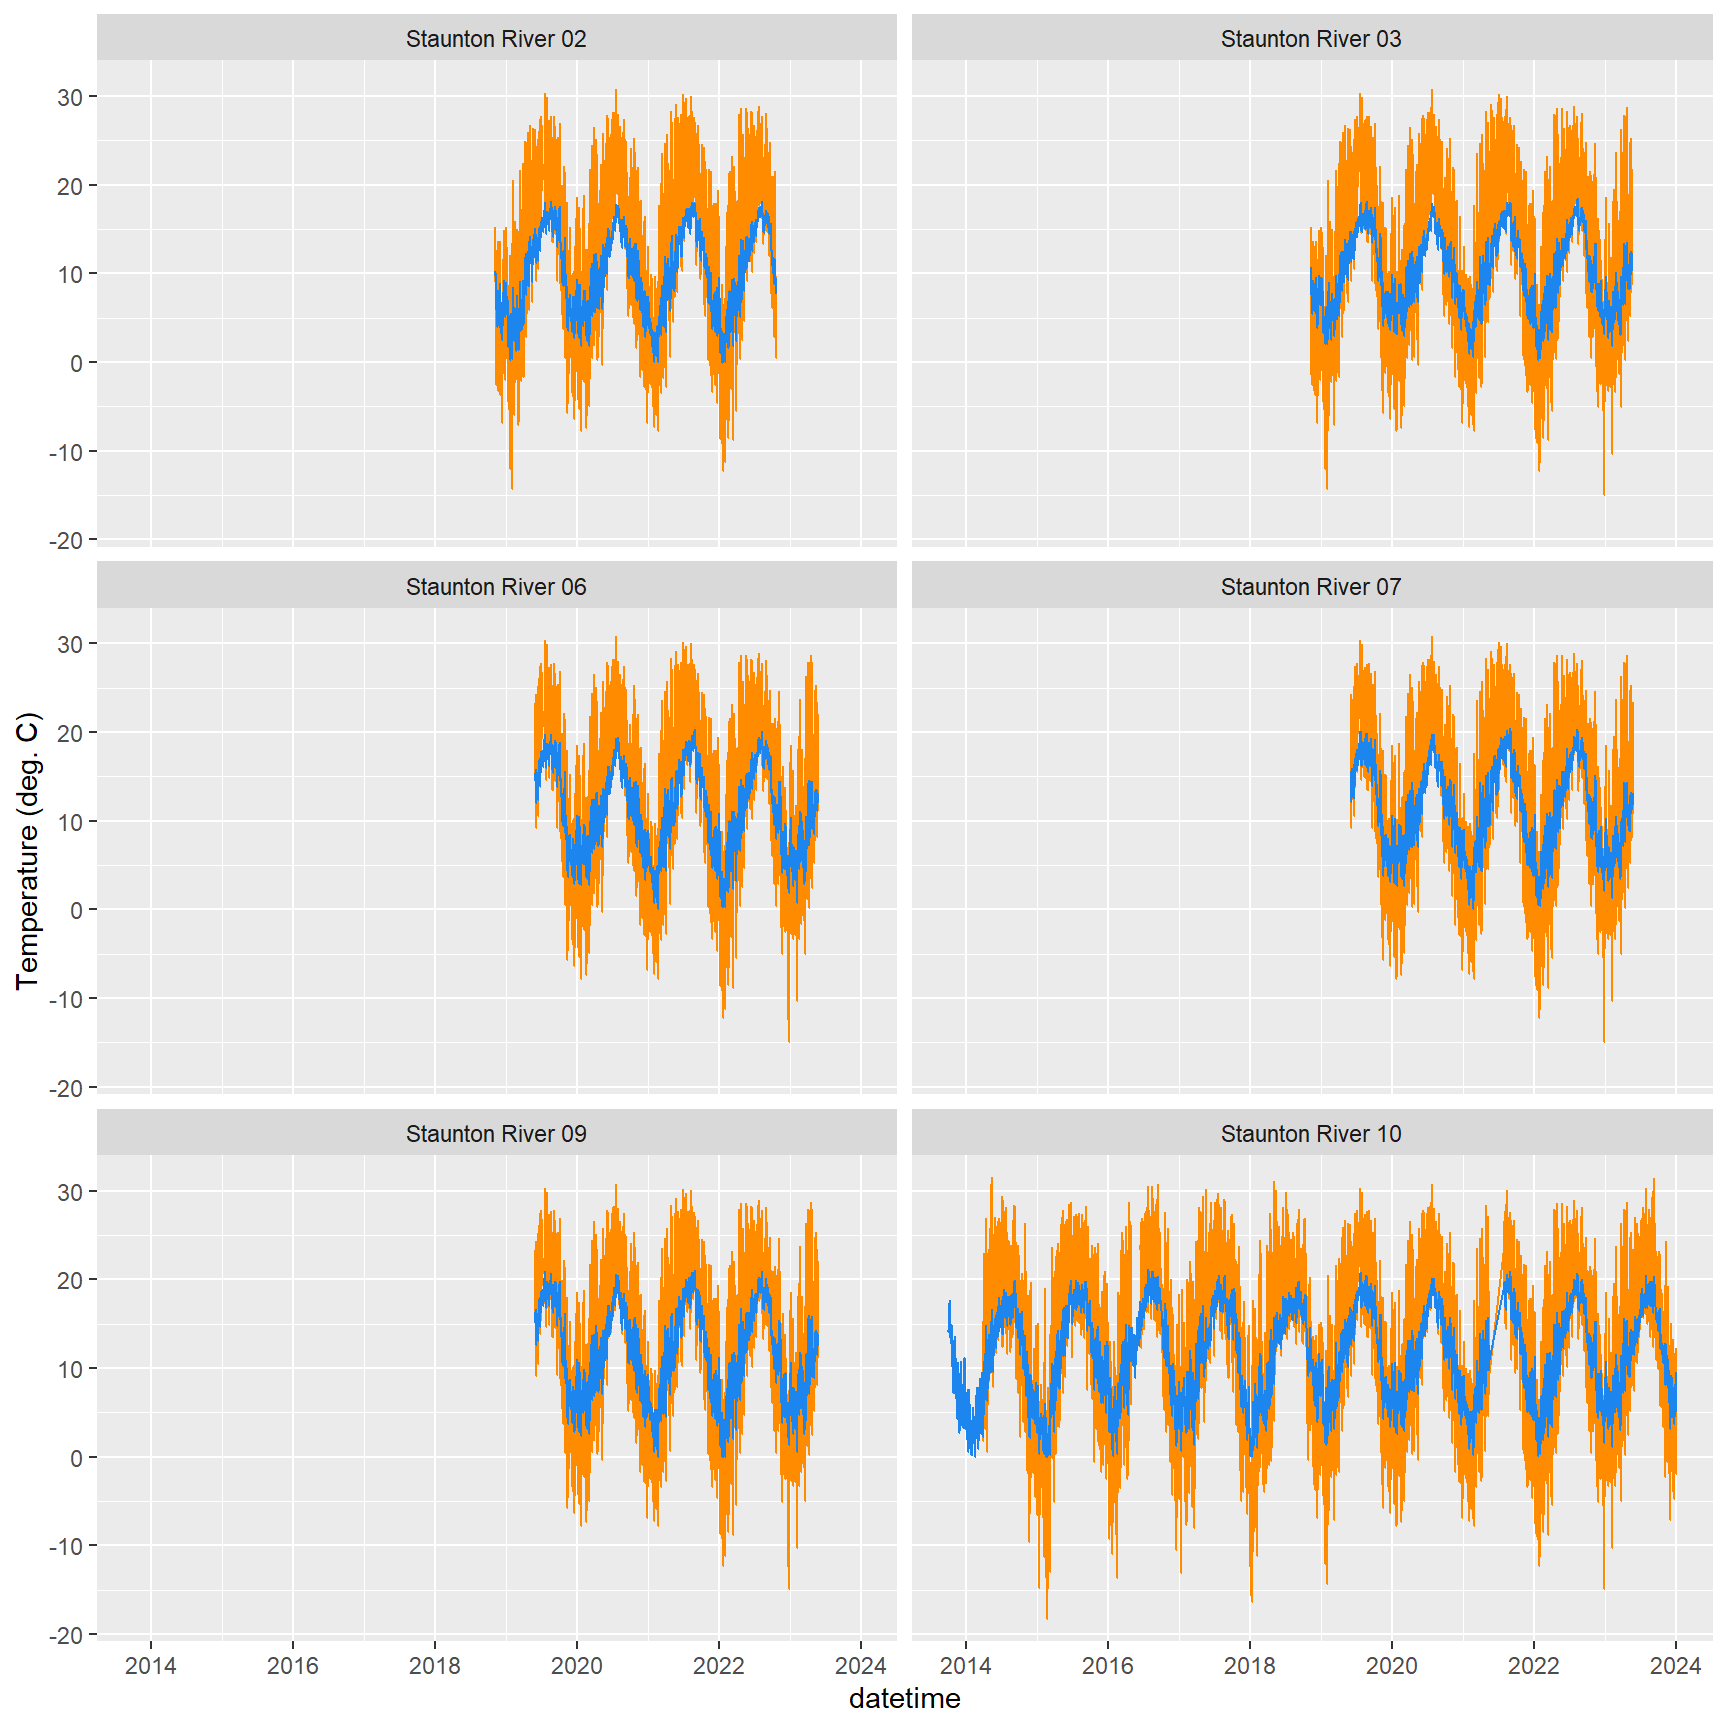 Staunton River 02
Staunton River 03
30
20
10
0
-10
-20
Staunton River 06
Staunton River 07
30
20
10
0
-10
-20
Temperature (deg. C)
Staunton River 09
Staunton River 10
30
20
10
0
-10
-20
2014 2016 2018 2020 2022 2024 2014 2016 2018 2020 2022 2024
datetime